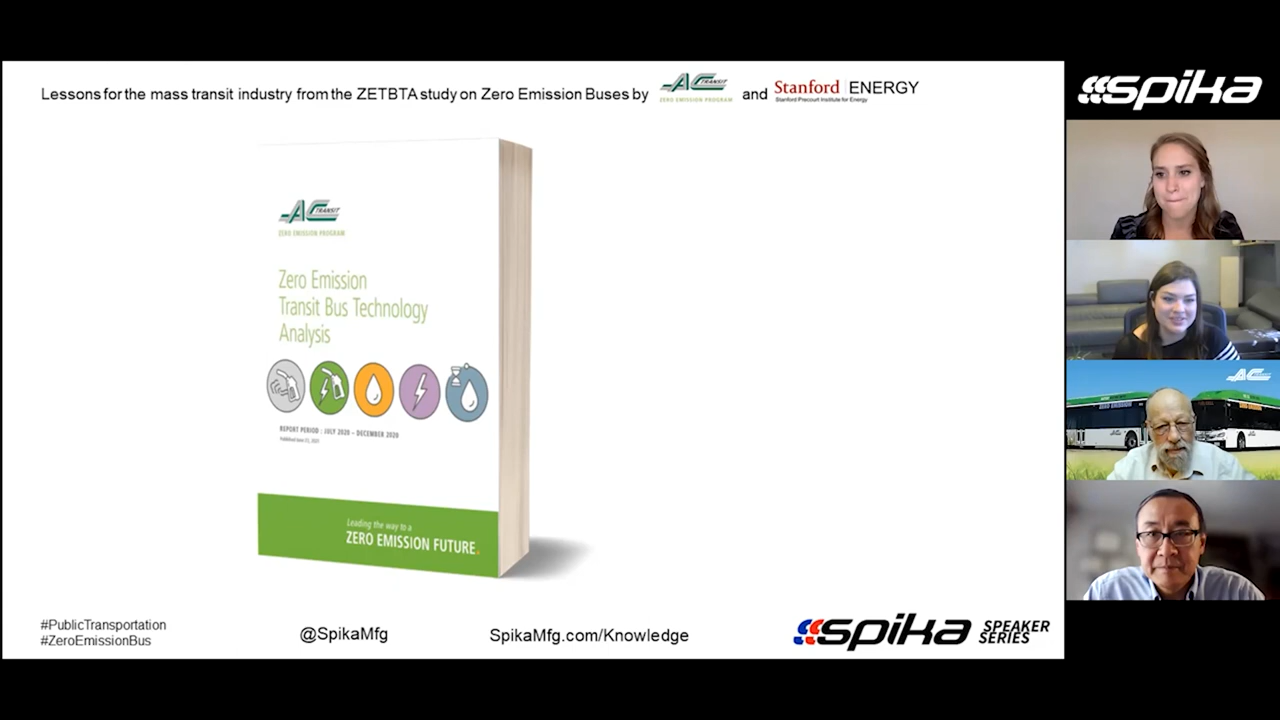 Lessons for the mass transit industry from the ZETBTA study on Zero Emission Buses by AC TRANSIT ZERO EMISSION PROGRAM and Stanford ENERGY
Stanford Precourt Institute for Energy
spika
AC TRANSIT
ZERO EMISSION PROGRAM
Zero Emission
Transit Bus Technology
Analysis
REPORT PERIOD : JULY 2020 – DECEMBER 2020
Leading the way to a
ZERO EMISSION FUTURE.
AC
ZERO EMISSION
#PublicTransportation
#ZeroEmissionBus
@SpikaMfg
SpikaMfg.com/Knowledge
spika SPEAKER
SERIES